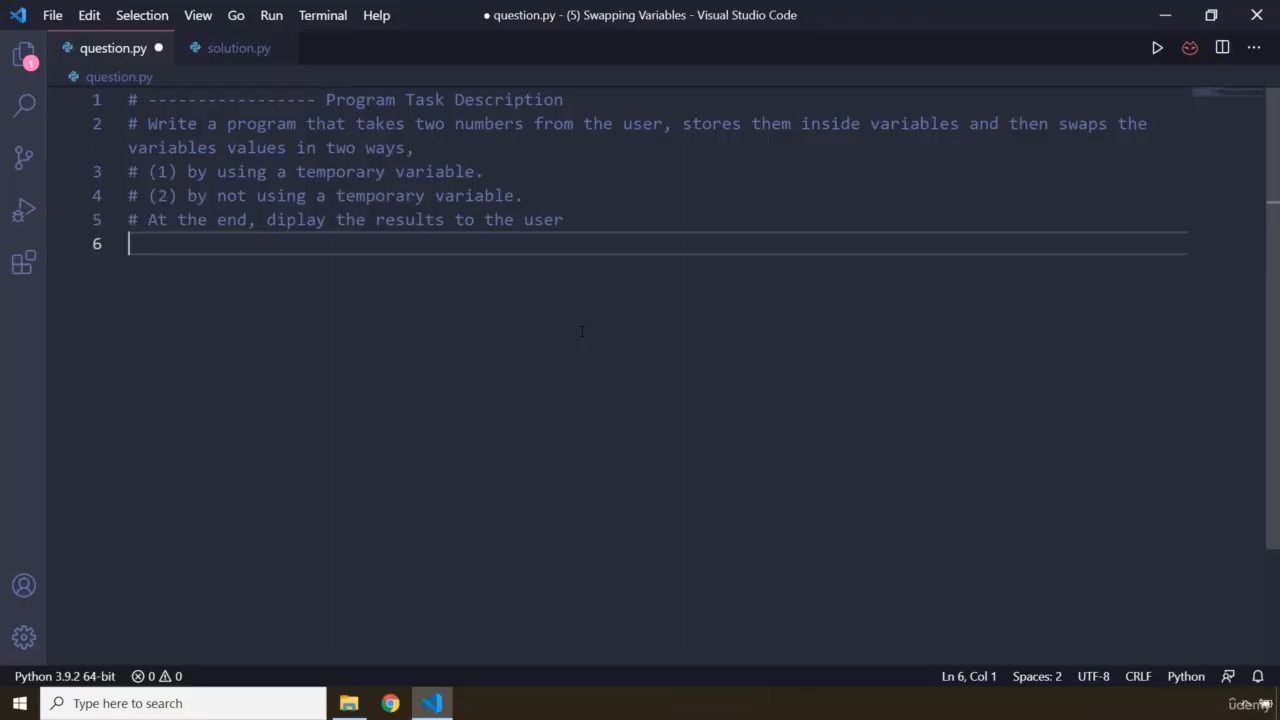 File Edit Selection View Go Run Terminal Help
● question.py - (5) Swapping Variables - Visual Studio Code
question.py
solution.py
1
question.py
1 # ----------------- Program Task Description
2 # Write a program that takes two numbers from the user, stores them inside variables and then swaps the
variables values in two ways,
3 # (1) by using a temporary variable.
4 # (2) by not using a temporary variable.
5 # At the end, diplay the results to the user
6
Python 3.9.2 64-bit 0 0 Ln 6, Col 1 Spaces: 2 UTF-8 CRLF Python
Type here to search
udemy